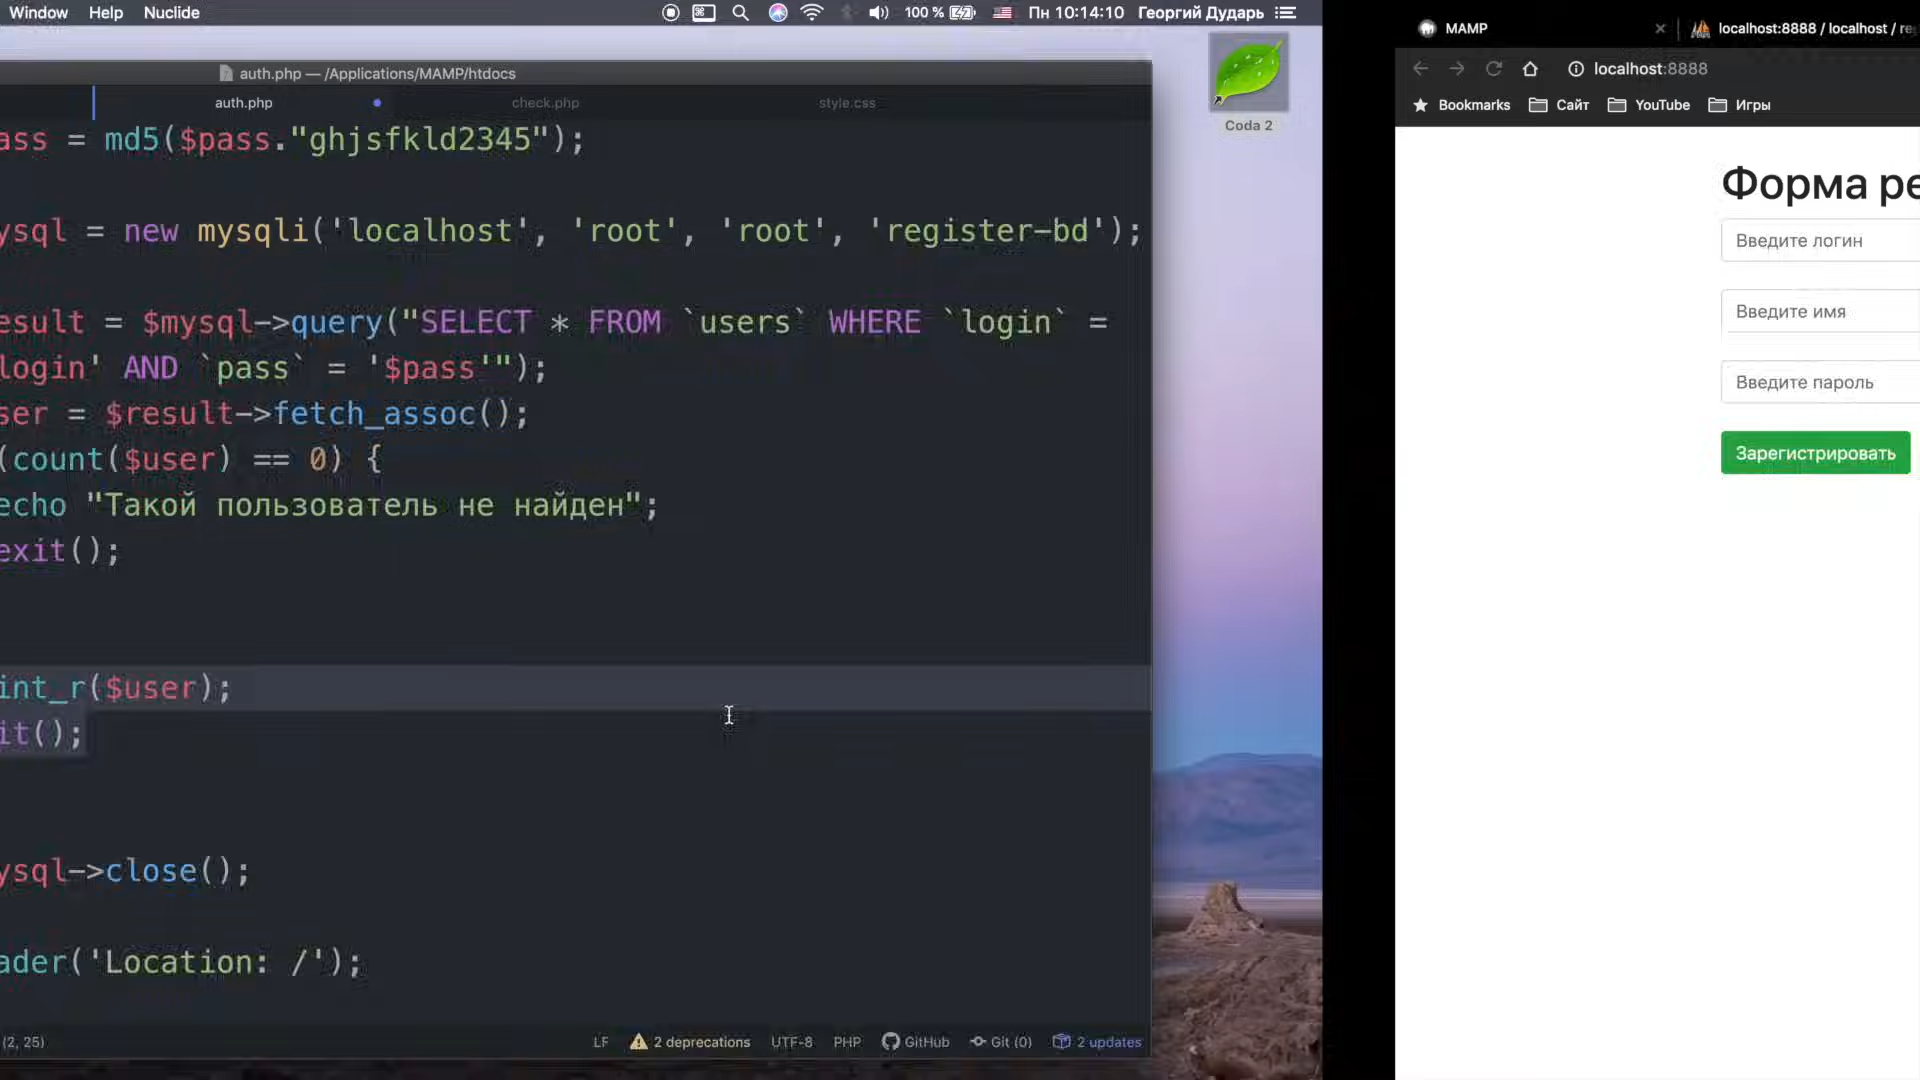 Window Help Nuclide
100 % Пн 10:14:10 Георгий Дударь
auth.php — /Applications/MAMP/htdocs
auth.php check.php style.css
ass = md5($pass."ghjsfkld2345");
ysql = new mysqli('localhost', 'root', 'root', 'register-bd');
esult = $mysql->query("SELECT * FROM `users` WHERE `login` =
login' AND `pass` = '$pass'");
ser = $result->fetch_assoc();
(count($user) == 0) {
echo "Такой пользователь не найден";
exit();
int_r($user);
it();
ysql->close();
ader('Location: /');
(2, 25) LF 2 deprecations UTF-8 PHP GitHub Git (0) 2 updates
Coda 2
MAMP localhost:8888 / localhost / re
localhost:8888
Bookmarks Сайт YouTube Игры
Форма ре
Введите логин
Введите имя
Введите пароль
Зарегистрировать